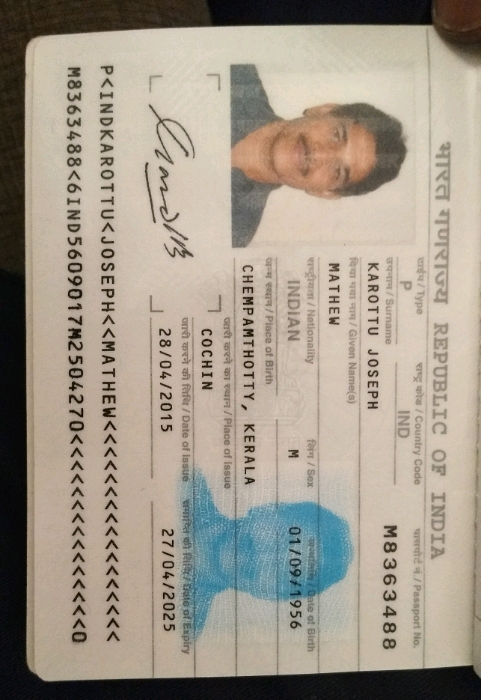 भारत गणराज्य REPUBLIC OF INDIA
टाईप / Type
राष्ट्र कोड / Country Code
पासपोर्ट नं / Passport No.
P
IND
M8363488
उपनाम / Surname
KAROTTU JOSEPH
दिया गया नाम / Given Name(s)
MATHEW
राष्ट्रीयता / Nationality
लिंग / Sex
जन्मतिथि / Date of Birth
INDIAN
M
01/09/1956
जन्म स्थान / Place of Birth
CHEMPAMTHOTTY, KERALA
जारी करने का स्थान / Place of Issue
COCHIN
जारी करने की तिथि / Date of Issue
समाप्ति की तिथि / Date of Expiry
28/04/2015
27/04/2025
P<INDKAROTTU<JOSEPH<<MATHEW<<<<<<<<<<<<<<<<<
M8363488<6IND5609017M2504270<<<<<<<<<<<<<<<0